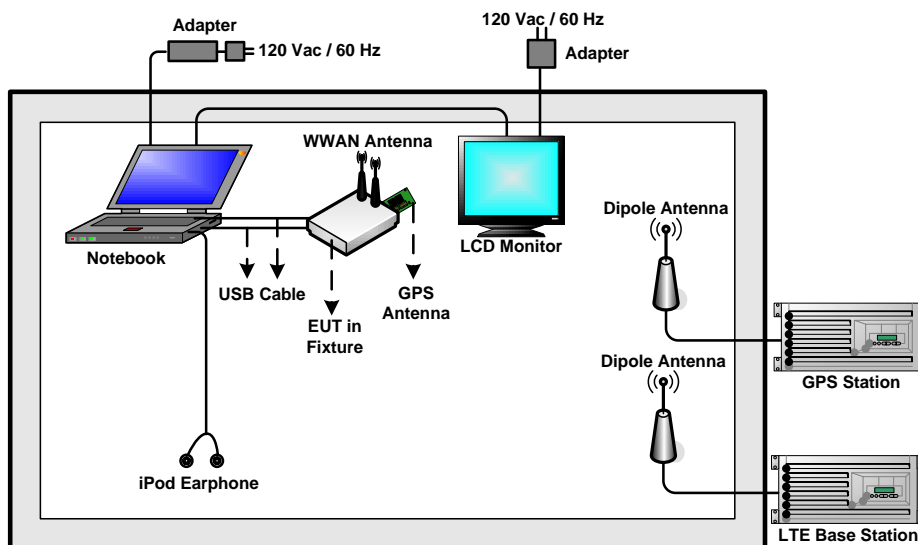 120 Vac / 60 Hz
Adapter
120 Vac / 60 Hz
Adapter
WWAN Antenna
Dipole Antenna
LCD Monitor
Notebook
USB Cable
GPS
Antenna
EUT in
Fixture
Dipole Antenna
GPS Station
iPod Earphone
LTE Base Station